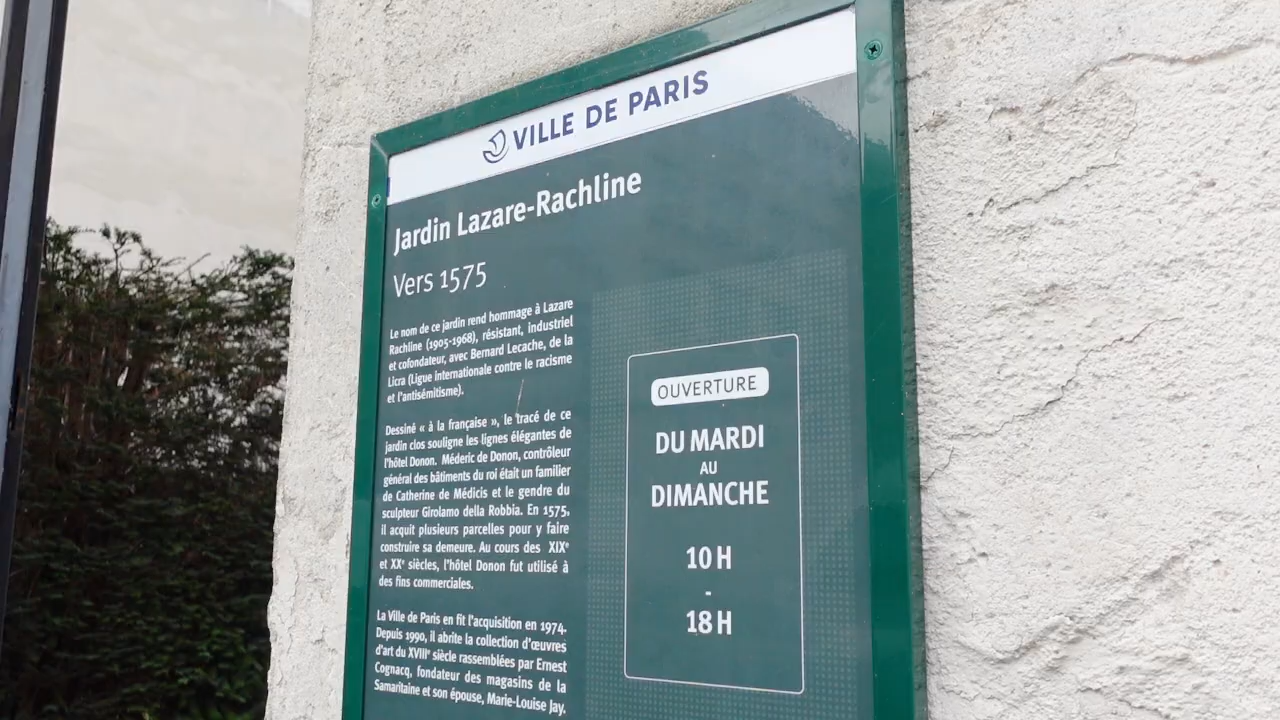 VILLE DE PARIS
Jardin Lazare-Rachline
Vers 1575
Le nom de ce jardin rend hommage à Lazare
Rachline (1905-1968), résistant, industriel
et cofondateur, avec Bernard Lecache, de la
Licra (Ligue internationale contre le racisme
et l'antisémitisme).
Dessiné « à la française », le tracé de ce
jardin clos souligne les lignes élégantes de
l'hôtel Donon. Méderic de Donon, contrôleur
général des bâtiments du roi était un familier
de Catherine de Médicis et le gendre du
sculpteur Girolamo della Robbia. En 1575,
il acquit plusieurs parcelles pour y faire
construire sa demeure. Au cours des XIXe
et XXe siècles, l'hôtel Donon fut utilisé à
des fins commerciales.
La Ville de Paris en fit l'acquisition en 1974.
Depuis 1990, il abrite la collection d'œuvres
d'art du XVIIIe siècle rassemblées par Ernest
Cognacq, fondateur des magasins de la
Samaritaine et son épouse, Marie-Louise Jay.
OUVERTURE
DU MARDI
AU
DIMANCHE
10 H
-
18 H